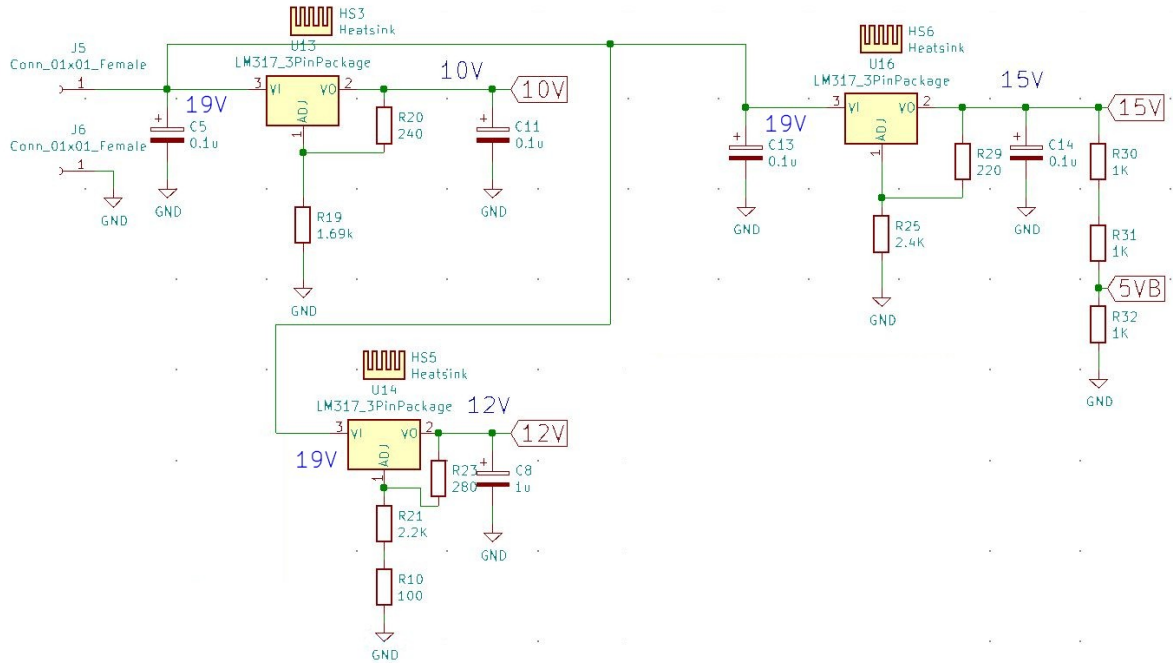 HS3
Heatsink
U13
LM317_3PinPackage
J5
Conn_01x01_Female
1
3
VI
VO
2
ADJ
1
10V
10V
19V
C5
0.1u
GND
R20
240
C11
0.1u
GND
J6
Conn_01x01_Female
1
GND
R19
1.69k
GND
HS6
Heatsink
U16
LM317_3PinPackage
3
VI
VO
2
ADJ
1
15V
15V
19V
C13
0.1u
GND
R29
220
C14
0.1u
GND
R30
1K
R25
2.4K
GND
R31
1K
5VB
R32
1K
GND
HS5
Heatsink
U14
LM317_3PinPackage
3
VI
VO
2
ADJ
1
12V
12V
19V
R23
280
C8
1u
GND
R21
2.2K
R10
100
GND